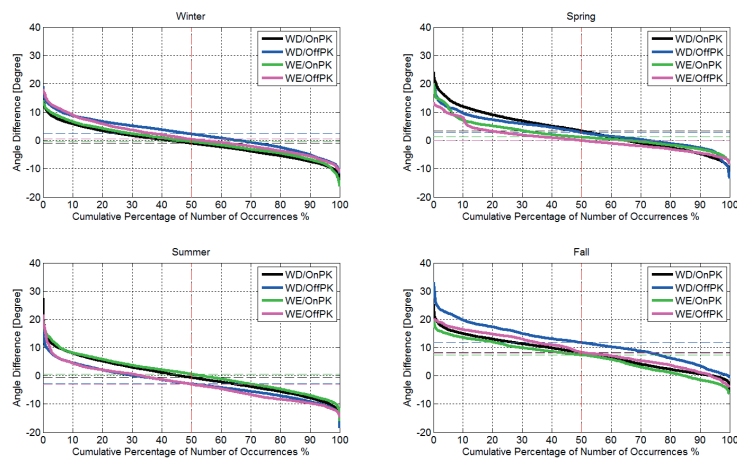 Winter
Angle Difference [Degree]
40
30
20
10
0
-10
-20
WD/OnPK
WD/OffPK
WE/OnPK
WE/OffPK
0 10 20 30 40 50 60 70 80 90 100
Cumulative Percentage of Number of Occurrences %
Spring
Angle Difference [Degree]
40
30
20
10
0
-10
-20
WD/OnPK
WD/OffPK
WE/OnPK
WE/OffPK
0 10 20 30 40 50 60 70 80 90 100
Cumulative Percentage of Number of Occurrences %
Summer
Angle Difference [Degree]
40
30
20
10
0
-10
-20
WD/OnPK
WD/OffPK
WE/OnPK
WE/OffPK
0 10 20 30 40 50 60 70 80 90 100
Cumulative Percentage of Number of Occurrences %
Fall
Angle Difference [Degree]
40
30
20
10
0
-10
-20
WD/OnPK
WD/OffPK
WE/OnPK
WE/OffPK
0 10 20 30 40 50 60 70 80 90 100
Cumulative Percentage of Number of Occurrences %